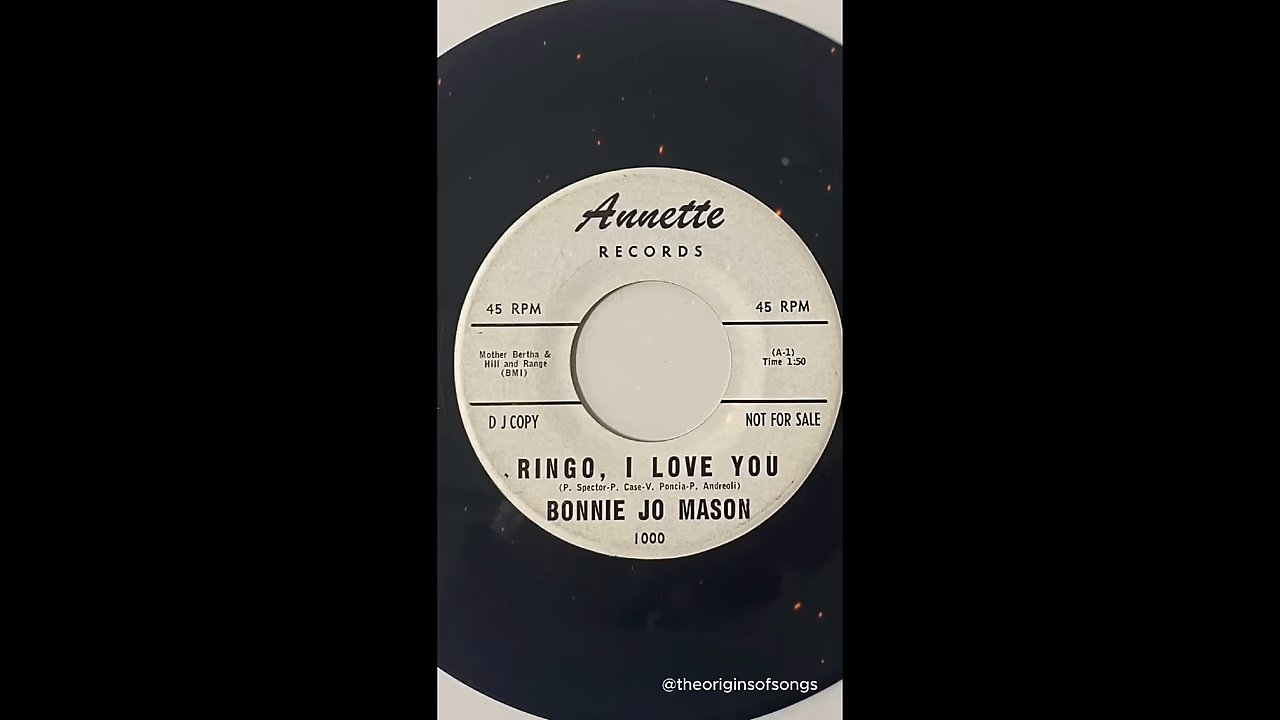 Annette
RECORDS
45 RPM
45 RPM
Mother Bertha &
Hill and Range
(BMI)
(A-1)
Time 1:50
D J COPY
NOT FOR SALE
RINGO, I LOVE YOU
(P. Spector-P. Case-V. Poncia-P. Andreoli)
BONNIE JO MASON
1000
@theoriginsofsongs